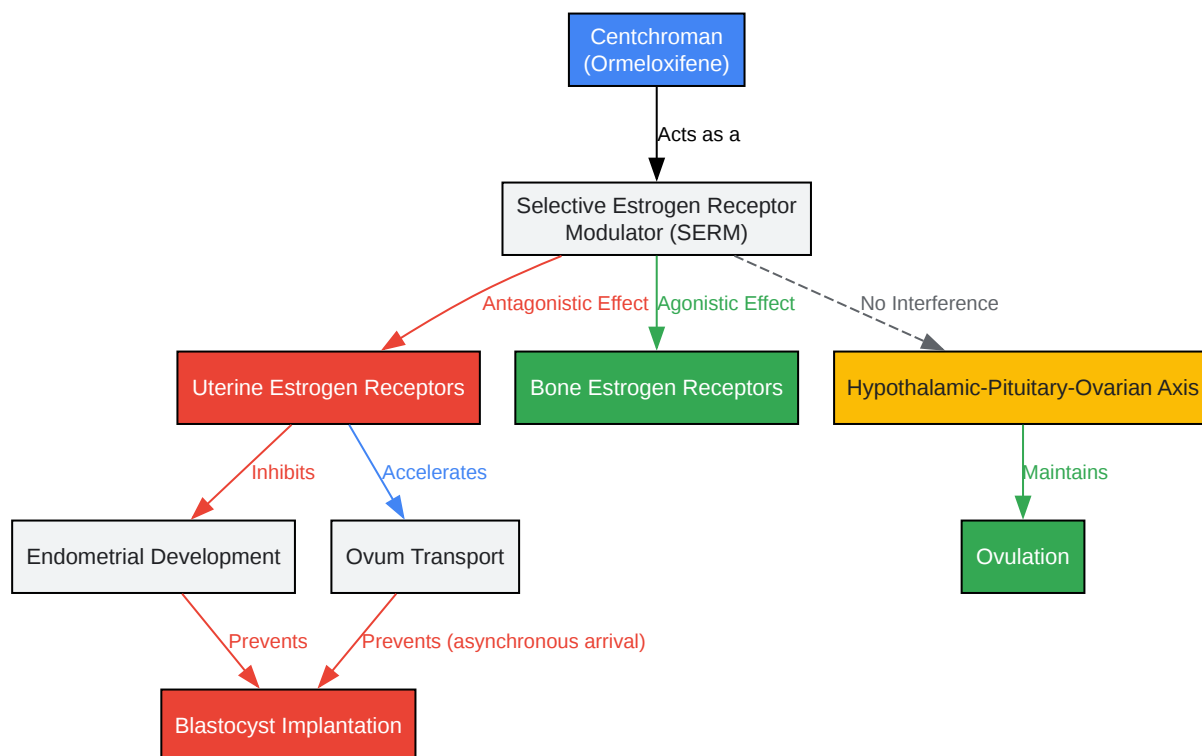 Centchroman
(Ormeloxifene)
Acts as a
Selective Estrogen Receptor
Modulator (SERM)
Antagonistic Effect
Agonistic Effect
No Interference
Uterine Estrogen Receptors
Bone Estrogen Receptors
Hypothalamic-Pituitary-Ovarian Axis
Inhibits
Accelerates
Maintains
Endometrial Development
Ovum Transport
Ovulation
Prevents
Prevents (asynchronous arrival)
Blastocyst Implantation